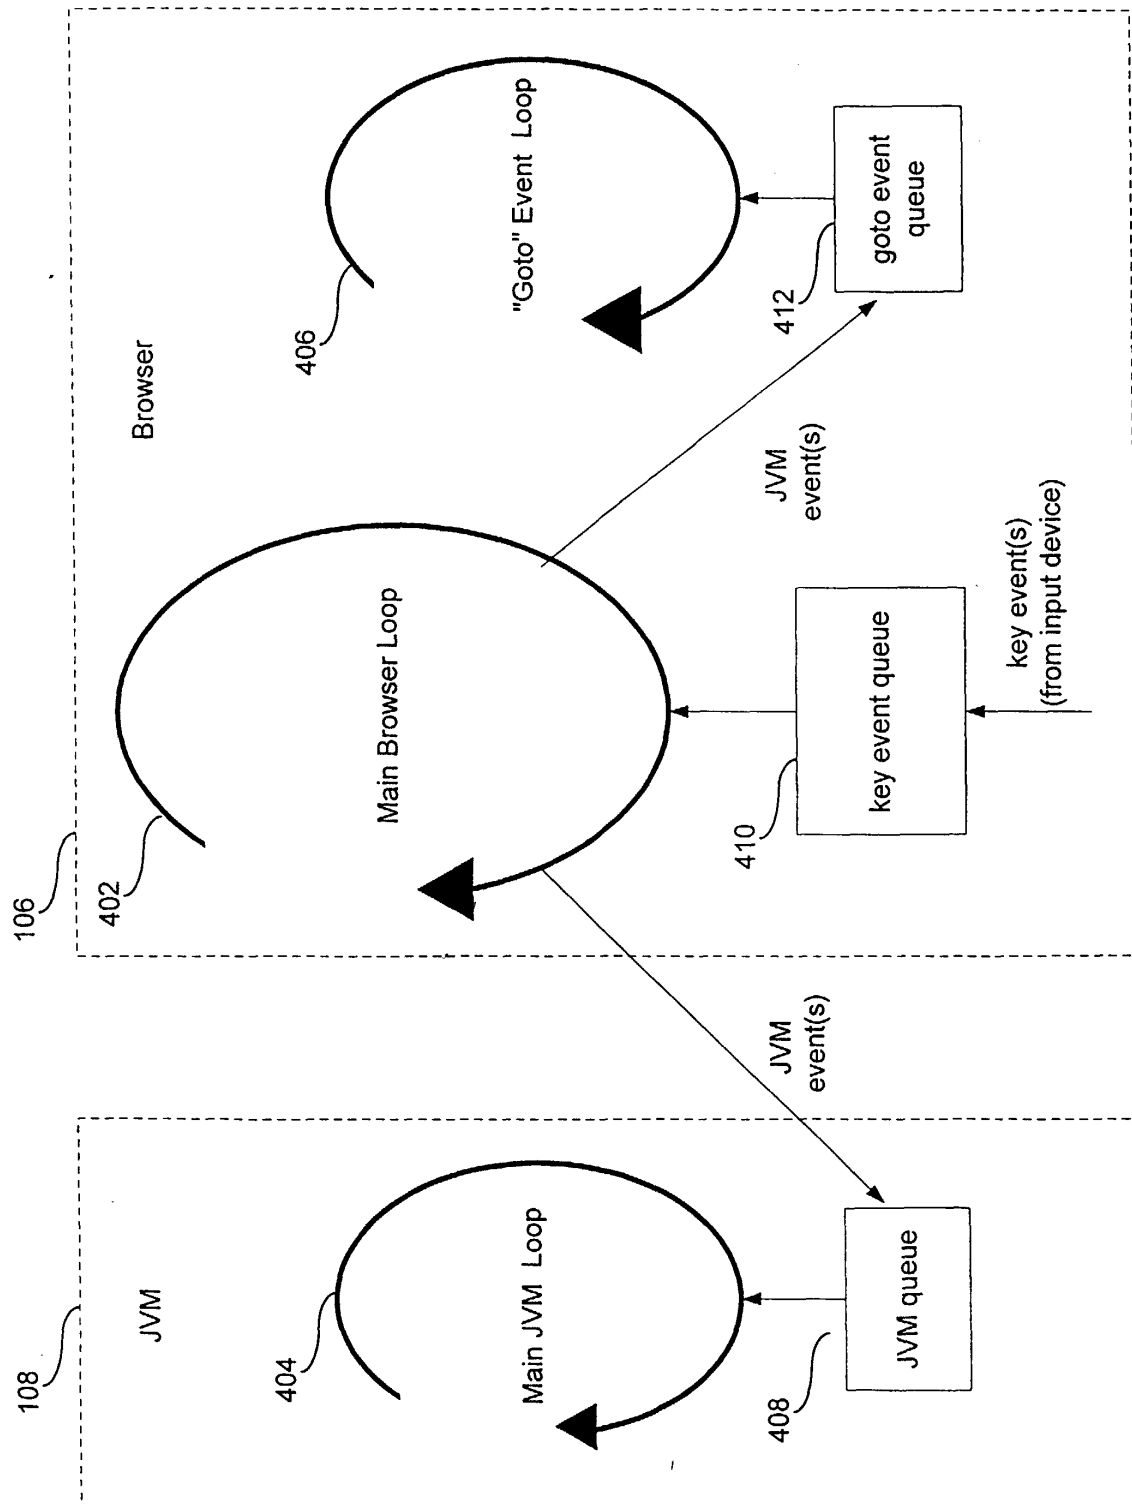 108
JVM
404
Main JVM  Loop
408
JVM queue
JVM
event(s)
106
Browser
402
Main Browser Loop
410
key event queue
key event(s)
(from input device)
JVM
event(s)
406
"Goto" Event  Loop
412
goto event
queue